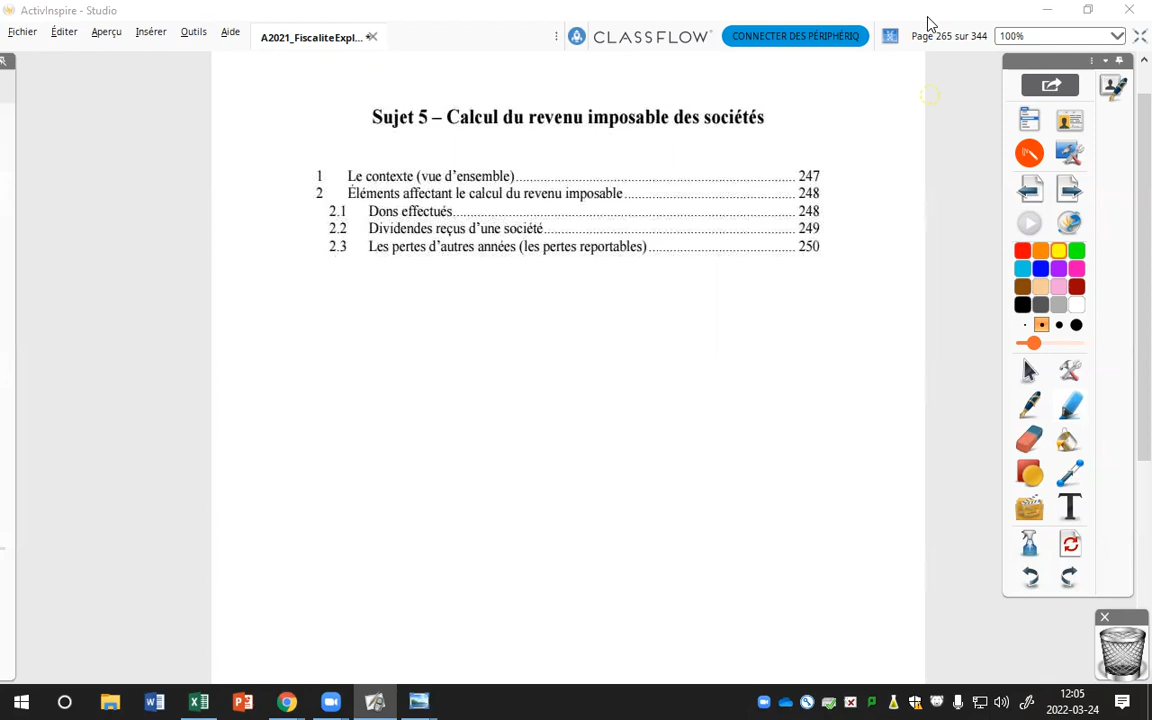 ActivInspire - Studio
Fichier Éditer Aperçu Insérer Outils Aide
A2021_FiscaliteExpl...
CLASSFLOW
CONNECTER DES PÉRIPHÉRIQ
Page 265 sur 344
100%
Sujet 5 – Calcul du revenu imposable des sociétés
1 Le contexte (vue d'ensemble) 247
2 Éléments affectant le calcul du revenu imposable 248
2.1 Dons effectués 248
2.2 Dividendes reçus d'une société 249
2.3 Les pertes d'autres années (les pertes reportables) 250
12:05
2022-03-24